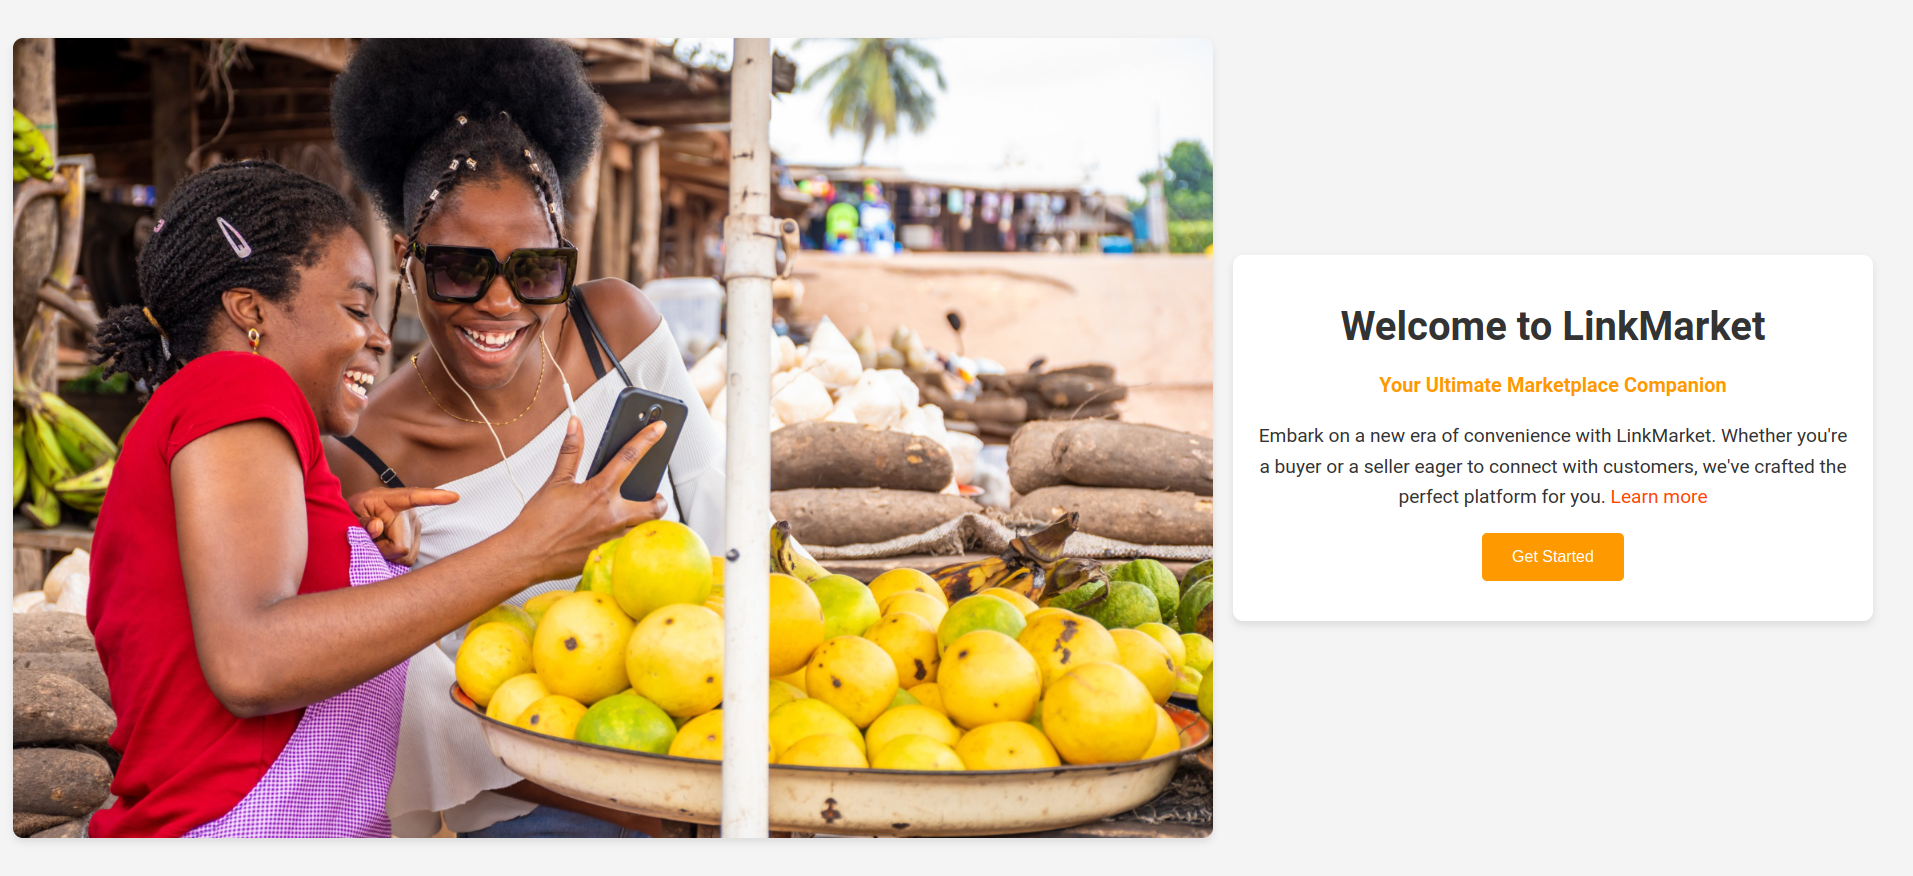 Welcome to LinkMarket
Your Ultimate Marketplace Companion
Embark on a new era of convenience with LinkMarket. Whether you're
a buyer or a seller eager to connect with customers, we've crafted the
perfect platform for you. Learn more
Get Started